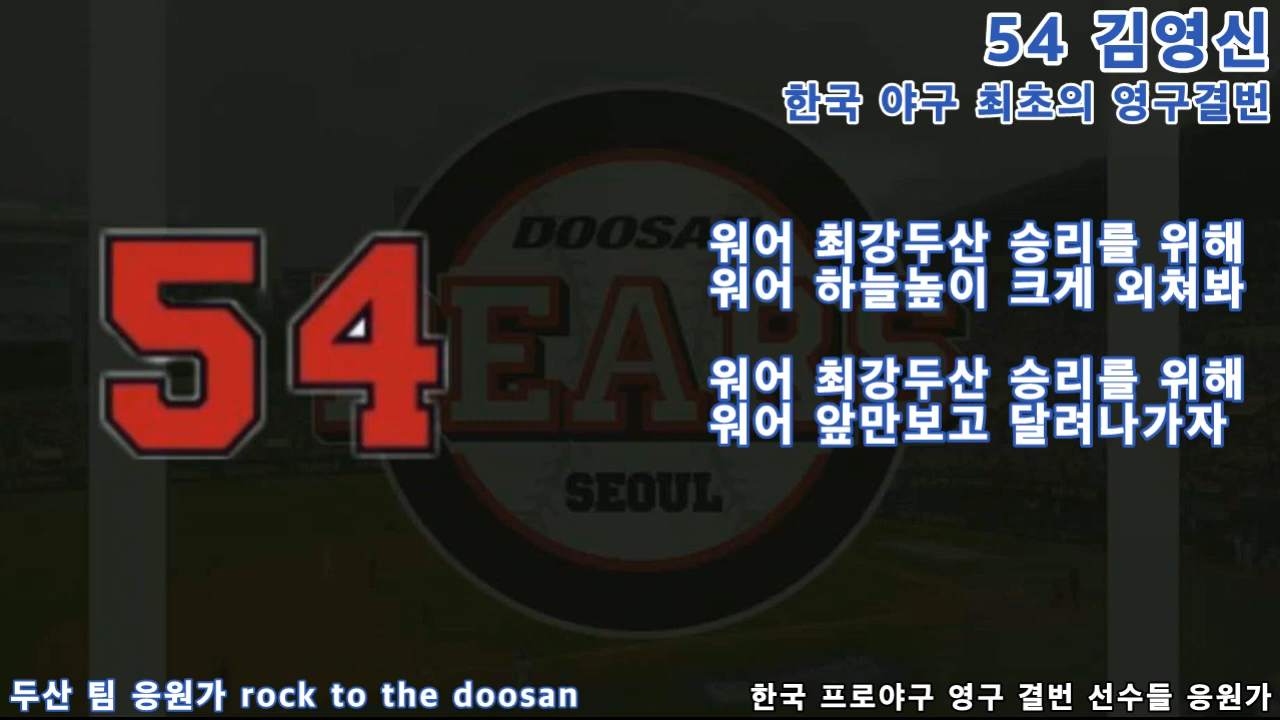 54 김영신
한국 야구 최초의 영구결번
54
DOOSAN
BEARS
SEOUL
워어 최강두산 승리를 위해
워어 하늘높이 크게 외쳐봐
워어 최강두산 승리를 위해
워어 앞만보고 달려나가자
두산 팀 응원가 rock to the doosan
한국 프로야구 영구 결번 선수들 응원가